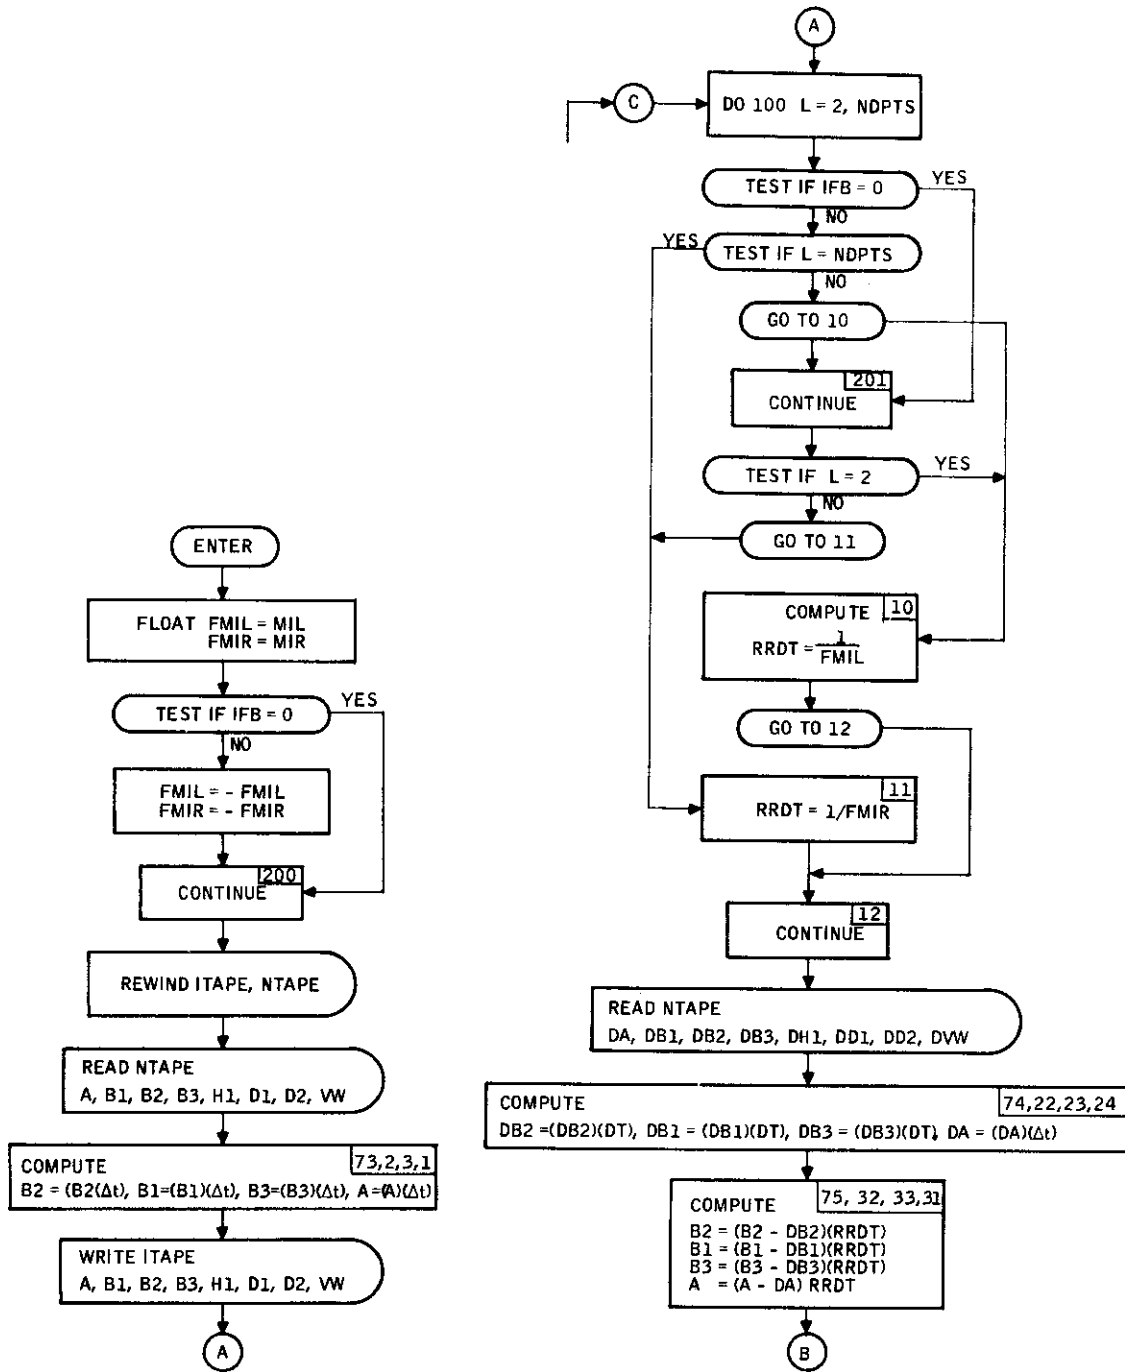 ENTER
FLOAT FMIL = MIL
FMIR = MIR
TEST IF IFB = 0
YES
NO
FMIL = - FMIL
FMIR = - FMIR
200
CONTINUE
REWIND ITAPE, NTAPE
READ NTAPE
A, B1, B2, B3, H1, D1, D2, VW
COMPUTE
73,2,3,1
B2 = (B2(Δt), B1=(B1)(Δt), B3=(B3)(Δt), A=(A)(Δt)
WRITE ITAPE
A, B1, B2, B3, H1, D1, D2, VW
A
A
C
DO 100 L = 2, NDPTS
TEST IF IFB = 0
YES
NO
YES
TEST IF L = NDPTS
NO
GO TO 10
201
CONTINUE
TEST IF L = 2
YES
NO
GO TO 11
COMPUTE
10
RRDT = 1
FMIL
GO TO 12
11
RRDT = 1/FMIR
12
CONTINUE
READ NTAPE
DA, DB1, DB2, DB3, DH1, DD1, DD2, DVW
COMPUTE
74,22,23,24
DB2 =(DB2)(DT), DB1 = (DB1)(DT), DB3 = (DB3)(DT), DA = (DA)(Δt)
COMPUTE
75, 32, 33,31
B2 = (B2 - DB2)(RRDT)
B1 = (B1 - DB1)(RRDT)
B3 = (B3 - DB3)(RRDT)
A = (A - DA) RRDT
B